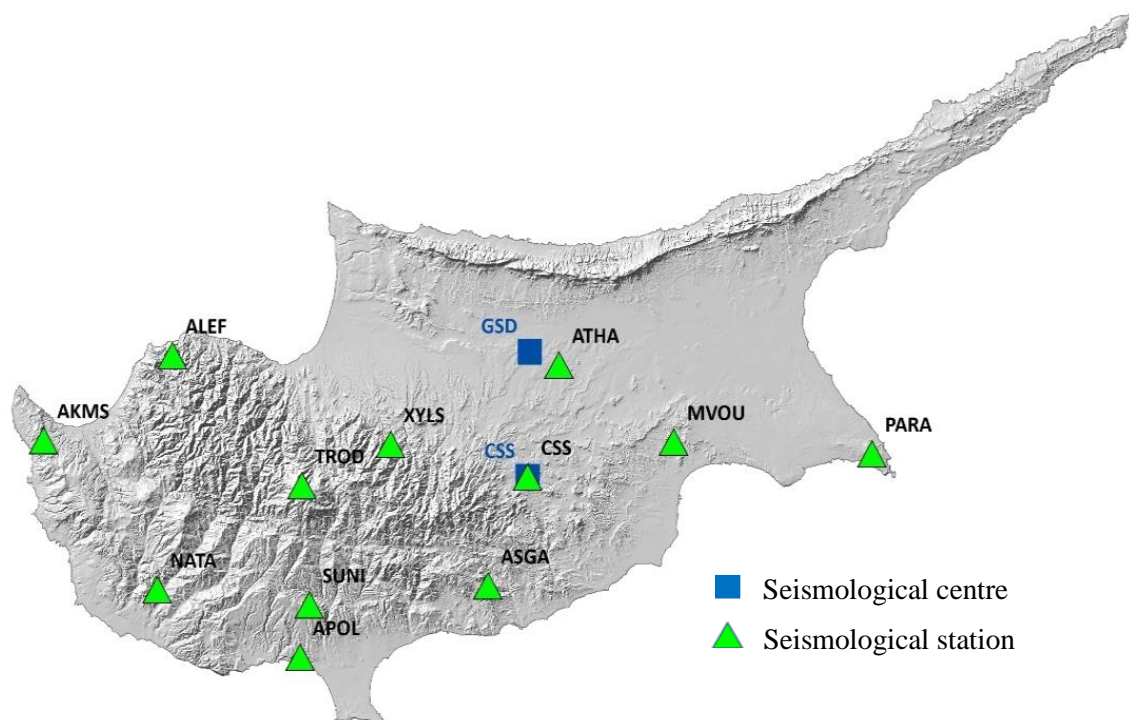 ALEF
GSD
ATHA
AKMS
XYLS
MVOU
PARA
TROD
CSS
CSS
NATA
SUNI
ASGA
APOL
Seismological centre
Seismological station